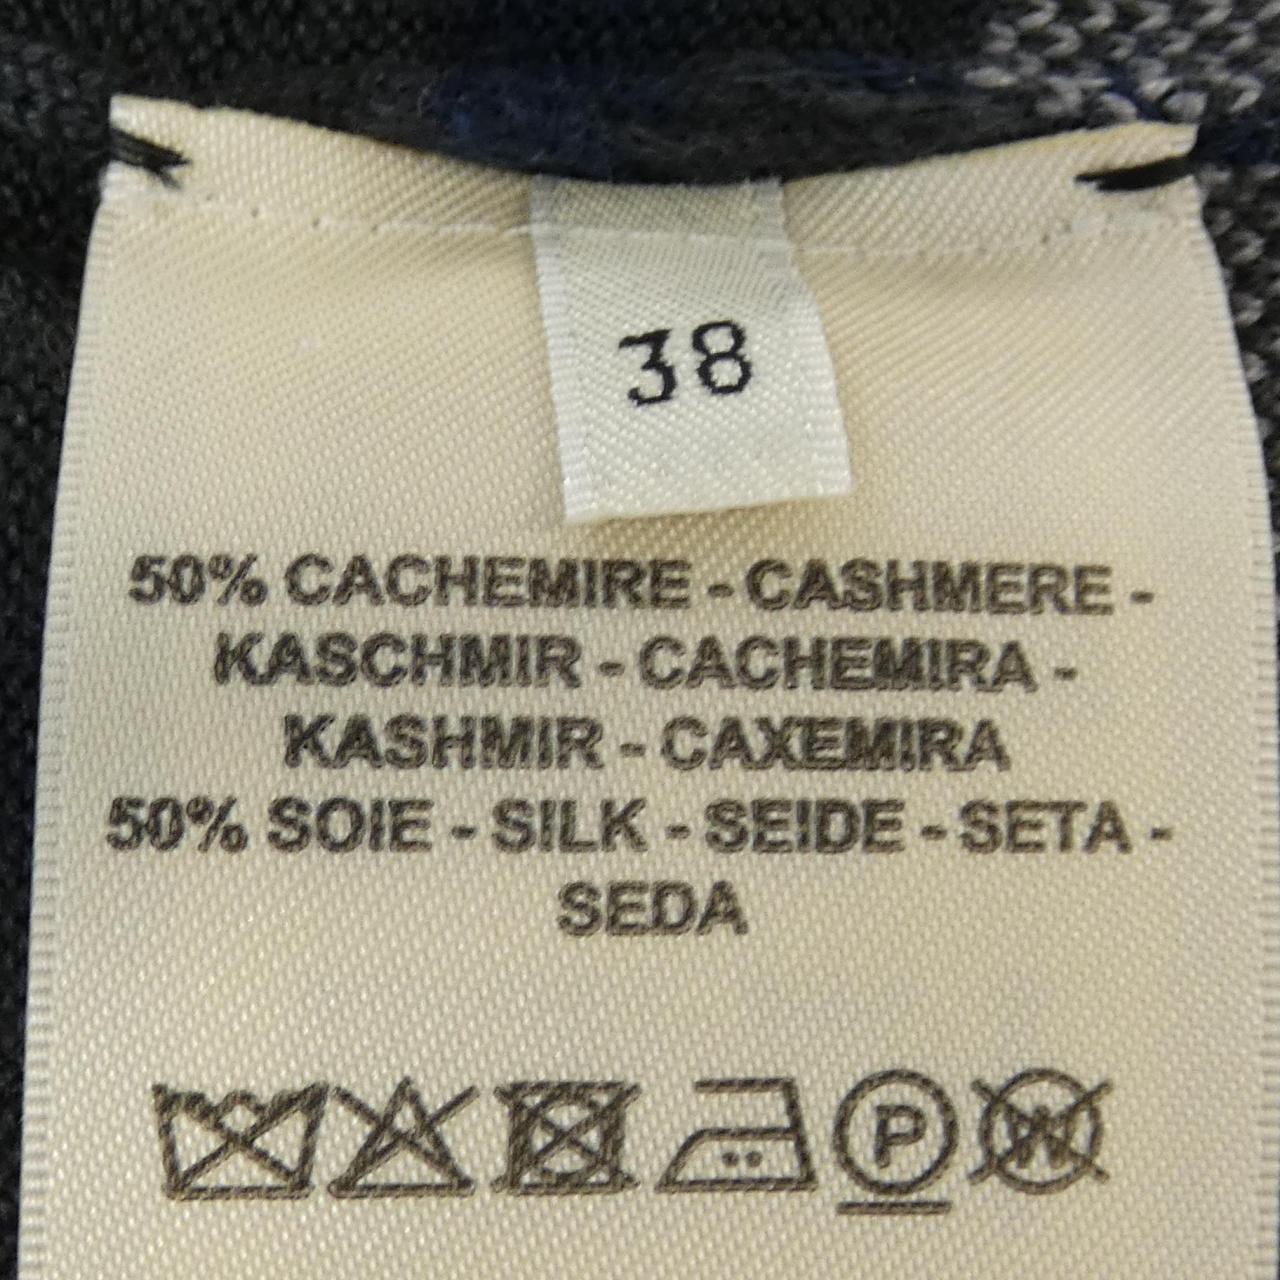 38
50% CACHEMIRE - CASHMERE -
KASCHMIR - CACHEMIRA -
KASHMIR - CAXEMIRA
50% SOIE - SILK - SEIDE - SETA -
SEDA
P W